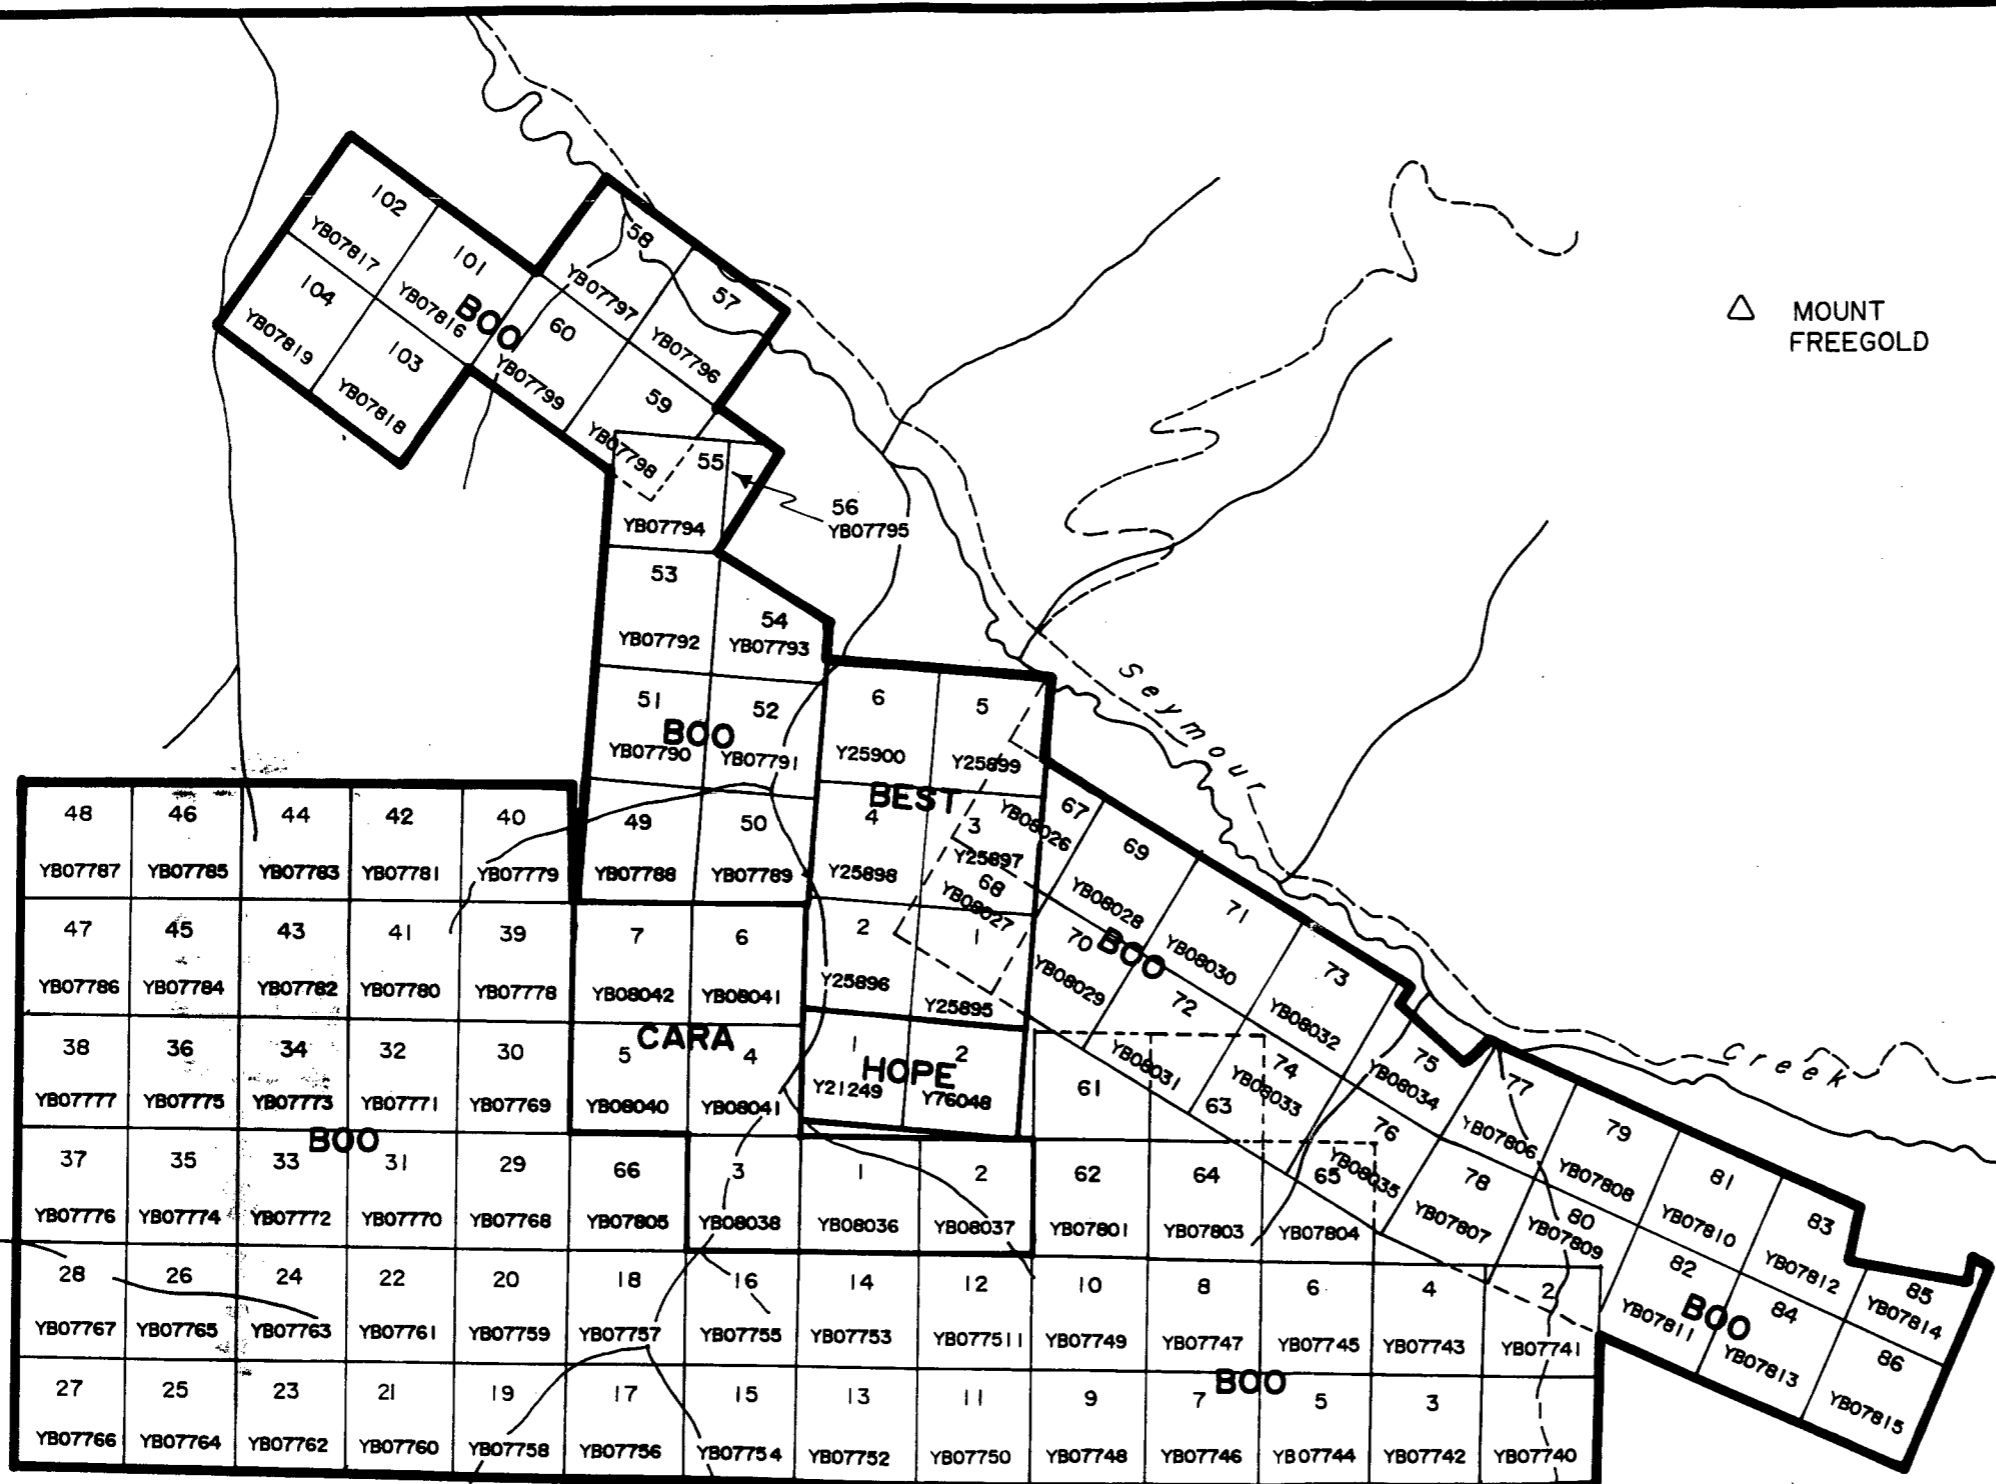 102
YB07817
101
YB07816
104
YB07819
103
YB07818
BOO
58
YB07797
57
YB07796
60
YB07799
59
YB07798
MOUNT
FREEGOLD
55
YB07794
56
YB07795
53
YB07792
54
YB07793
51
YB07790
52
YB07791
BOO
49
YB07788
50
YB07789
6
Y25900
5
Y25899
BEST
4
Y25898
3
Y25897
2
Y25896
1
Y25895
Seymour
Creek
48
YB07787
46
YB07785
44
YB07783
42
YB07781
40
YB07779
47
YB07786
45
YB07784
43
YB07782
41
YB07780
39
YB07778
7
YB08042
6
YB08041
CARA
5
YB08040
4
YB08041
1
Y21249
HOPE
2
Y76048
38
YB07777
36
YB07775
34
YB07773
32
YB07771
30
YB07769
BOO
37
YB07776
35
YB07774
33
YB07772
31
YB07770
29
YB07768
66
YB07805
3
YB08038
1
YB08036
2
YB08037
61
63
65
62
YB07801
64
YB07803
YB07804
67
YB08026
68
YB08027
69
YB08028
70
YB08029
BOO
71
YB08030
72
YB08031
73
YB08032
74
YB08033
75
YB08034
76
YB08035
77
YB07806
78
YB07807
79
YB07808
80
YB07809
81
YB07810
82
YB07811
83
YB07812
84
YB07813
BOO
85
YB07814
86
YB07815
28
YB07767
26
YB07765
24
YB07763
22
YB07761
20
YB07759
18
YB07757
16
YB07755
14
YB07753
12
YB077511
10
YB07749
8
YB07747
6
YB07745
4
YB07743
2
YB07741
BOO
27
YB07766
25
YB07764
23
YB07762
21
YB07760
19
YB07758
17
YB07756
15
YB07754
13
YB07752
11
YB07750
9
YB07748
7
YB07746
5
YB07744
3
YB07742
YB07740